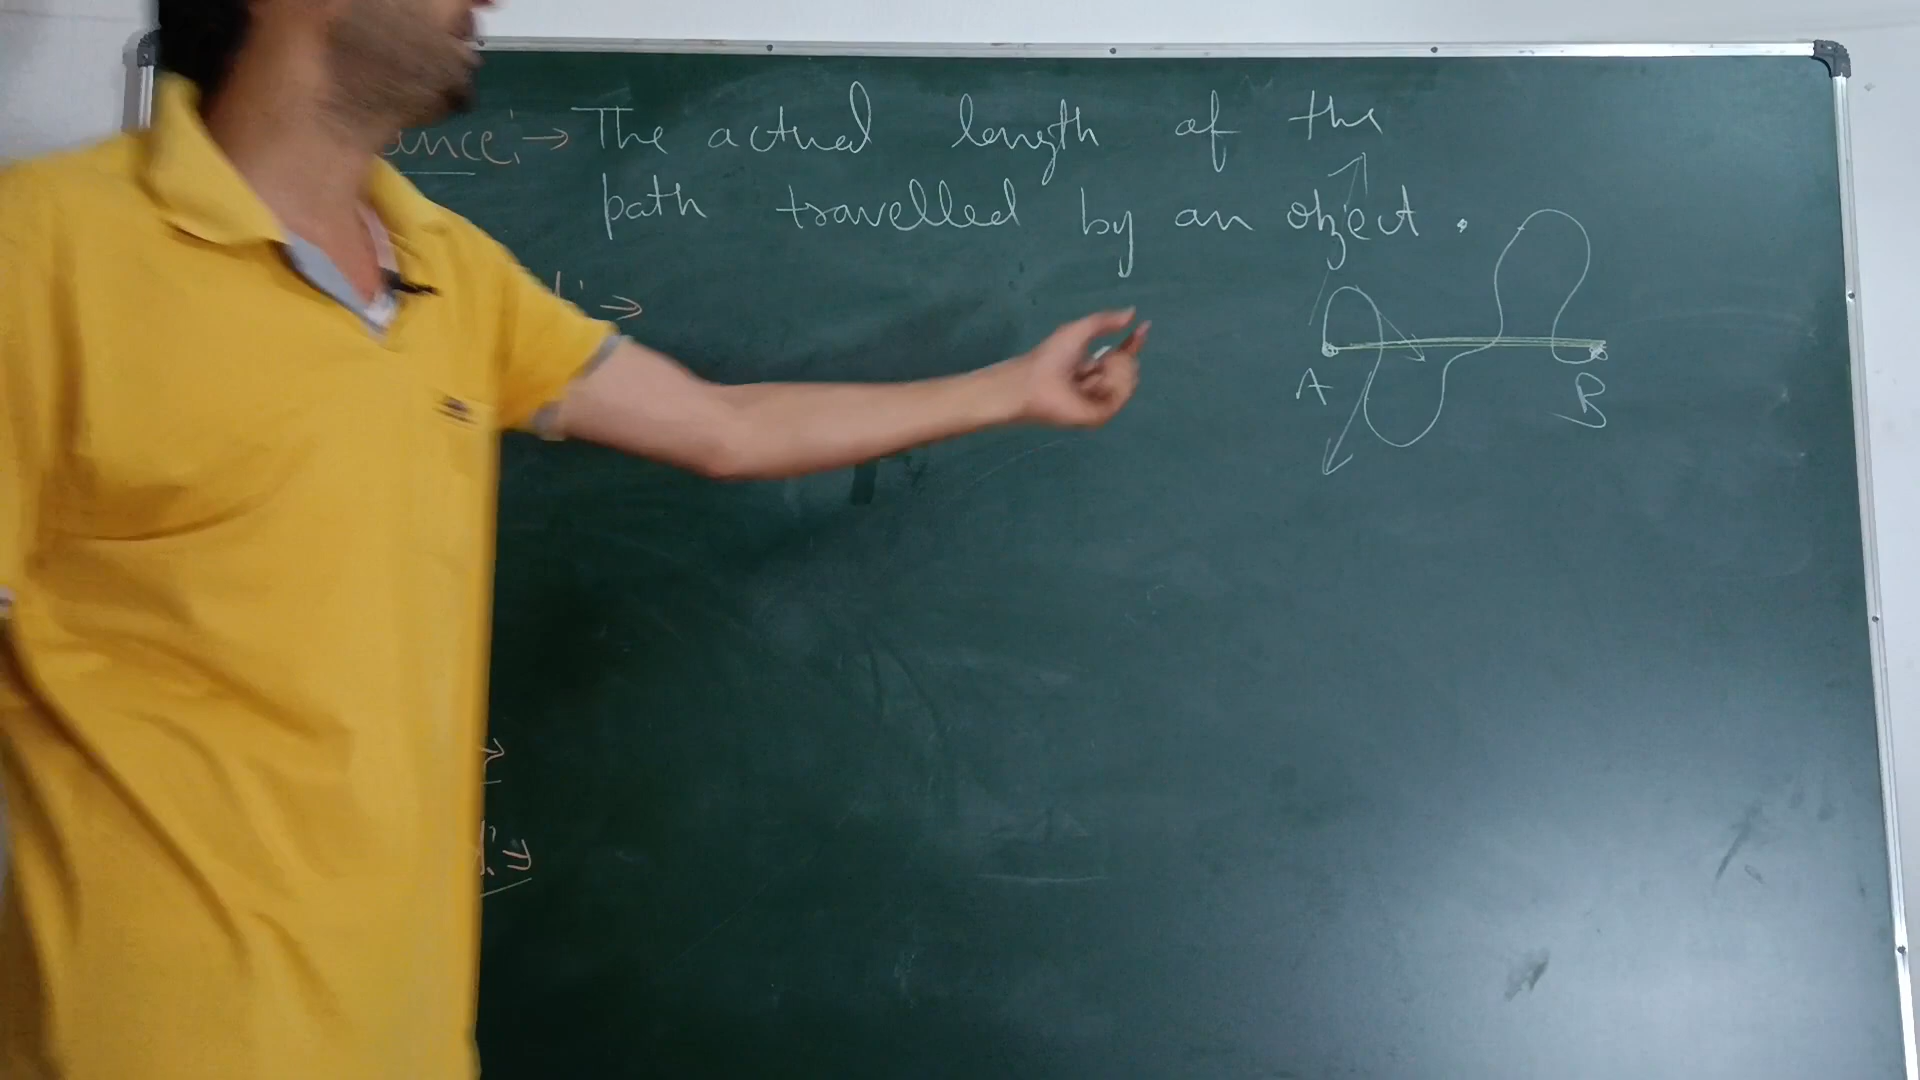 ance:→ The actual length of the
path travelled by an object.
A
B